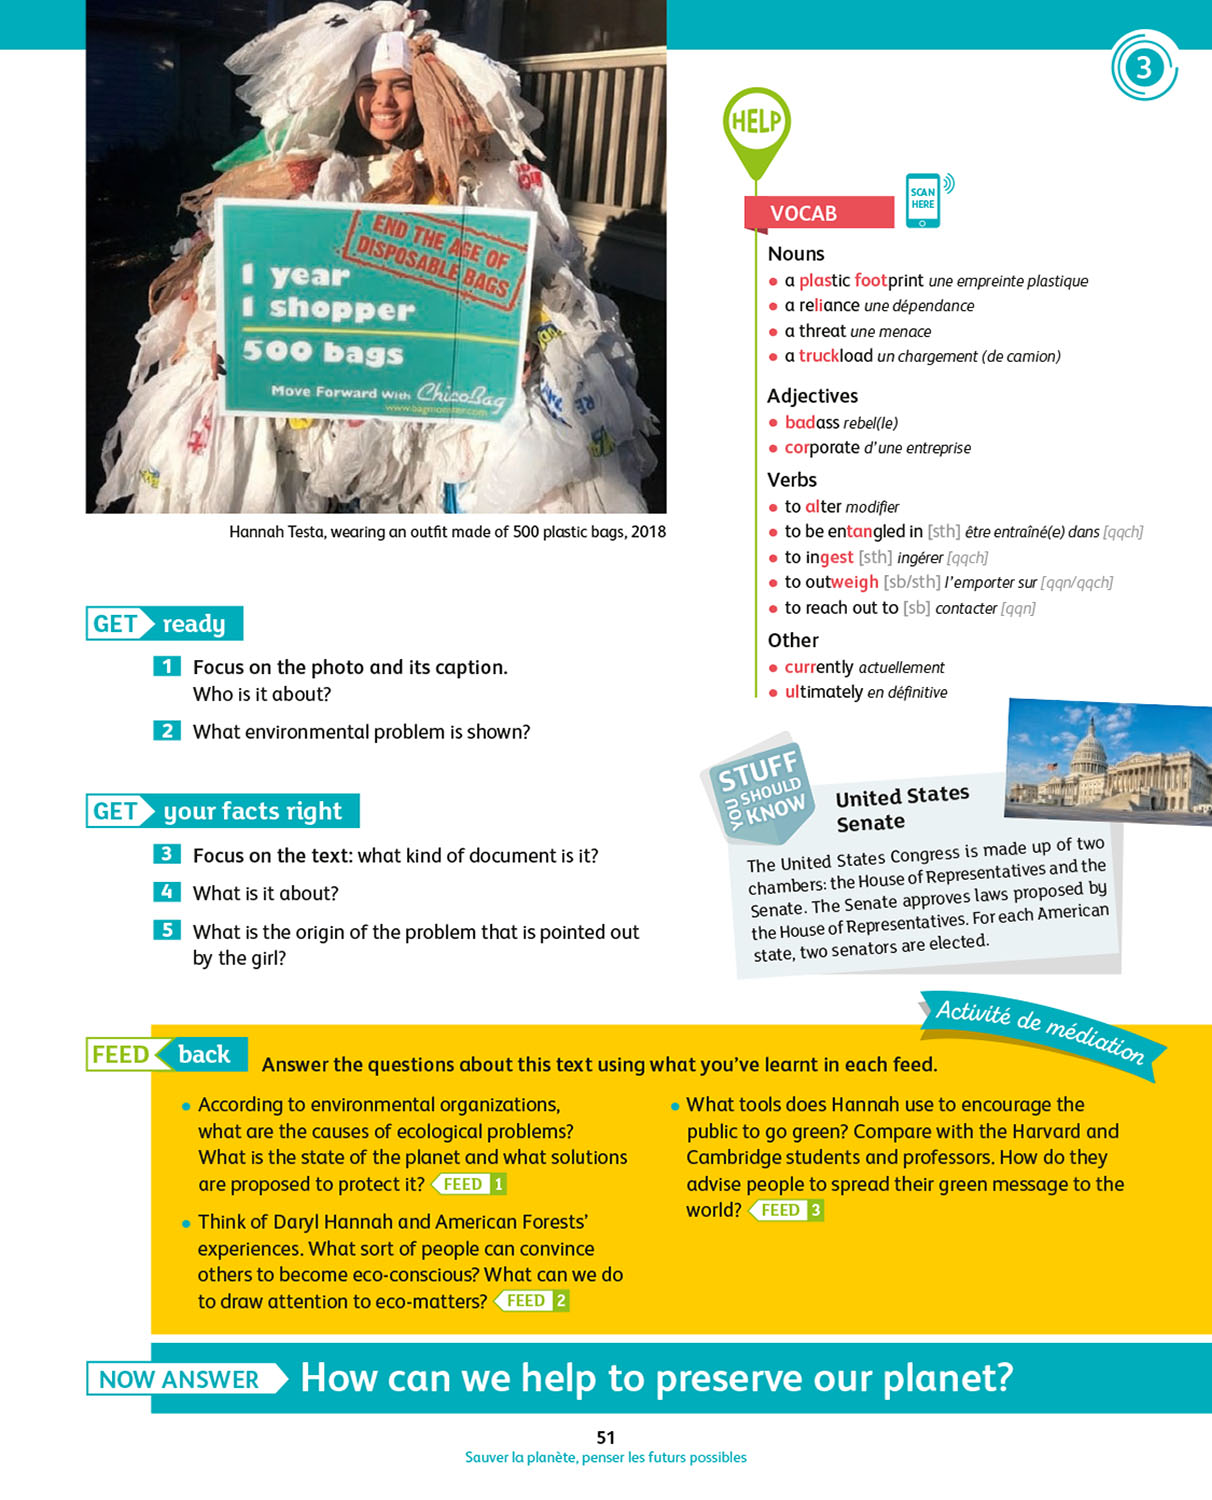 3
END THE AGE OF
DISPOSABLE BAGS
1 year
1 shopper
500 bags
Move Forward With ChicoBag
www.bagmonster.com
Hannah Testa, wearing an outfit made of 500 plastic bags, 2018
HELP
VOCAB
SCAN
HERE
Nouns
• a plastic footprint une empreinte plastique
• a reliance une dépendance
• a threat une menace
• a truckload un chargement (de camion)
Adjectives
• badass rebel(le)
• corporate d'une entreprise
Verbs
• to alter modifier
• to be entangled in [sth] être entraîné(e) dans [qqch]
• to ingest [sth] ingérer [qqch]
• to outweigh [sb/sth] l'emporter sur [qqn/qqch]
• to reach out to [sb] contacter [qqn]
Other
• currently actuellement
• ultimately en définitive
GET ready
1 Focus on the photo and its caption.
Who is it about?
2 What environmental problem is shown?
GET your facts right
3 Focus on the text: what kind of document is it?
4 What is it about?
5 What is the origin of the problem that is pointed out
by the girl?
STUFF
YOU SHOULD
KNOW
United States
Senate
The United States Congress is made up of two
chambers: the House of Representatives and the
Senate. The Senate approves laws proposed by
the House of Representatives. For each American
state, two senators are elected.
Activité de médiation
FEED back
Answer the questions about this text using what you've learnt in each feed.
• According to environmental organizations,
what are the causes of ecological problems?
What is the state of the planet and what solutions
are proposed to protect it? FEED 1
• Think of Daryl Hannah and American Forests'
experiences. What sort of people can convince
others to become eco-conscious? What can we do
to draw attention to eco-matters? FEED 2
• What tools does Hannah use to encourage the
public to go green? Compare with the Harvard and
Cambridge students and professors. How do they
advise people to spread their green message to the
world? FEED 3
NOW ANSWER How can we help to preserve our planet?
51
Sauver la planète, penser les futurs possibles